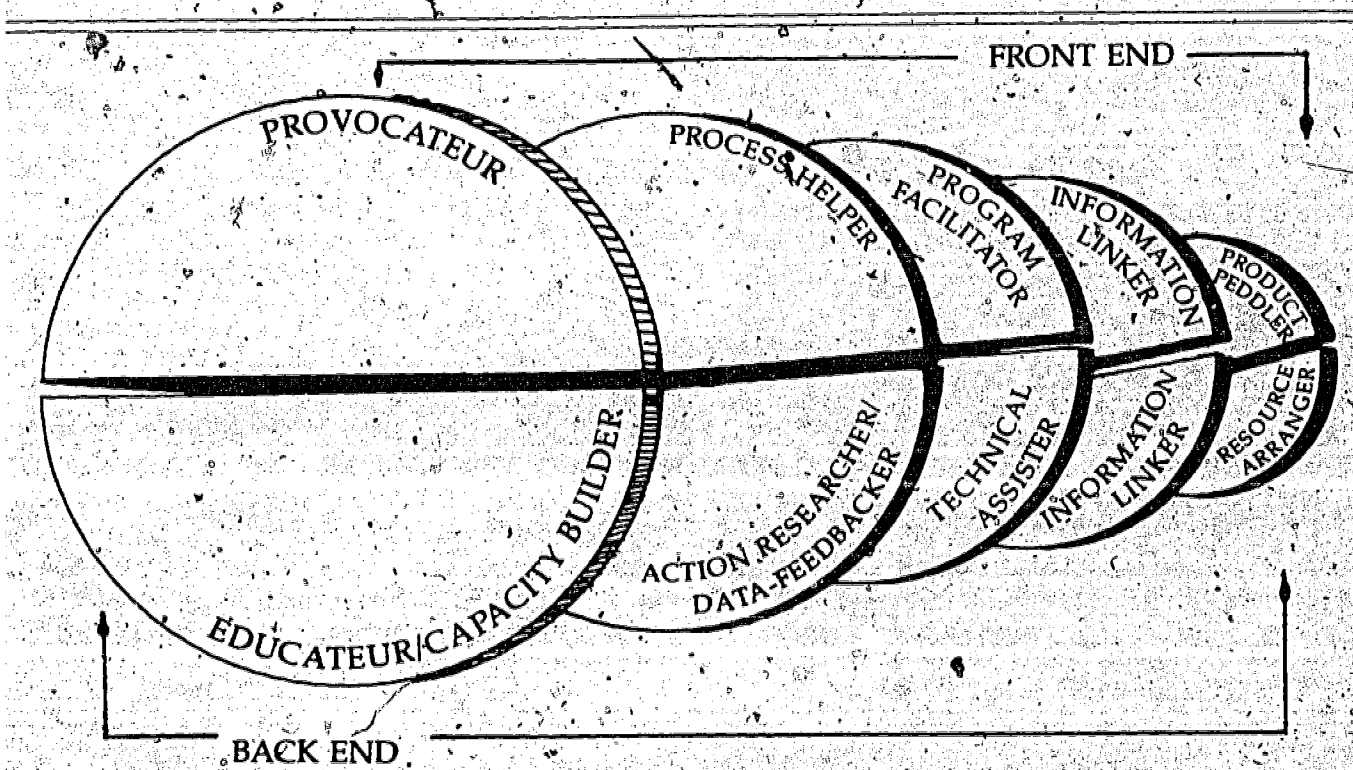 FRONT END
PROVOCATEUR
PROCESS HELPER
PROGRAM
FACILITATOR
INFORMATION
LINKER
PRODUCT
PEDDLER
EDUCATEUR/CAPACITY BUILDER
ACTION RESEARCHER/
DATA-FEEDBACKER
TECHNICAL
ASSISTER
INFORMATION
LINKER
RESOURCE
ARRANGER
BACK END